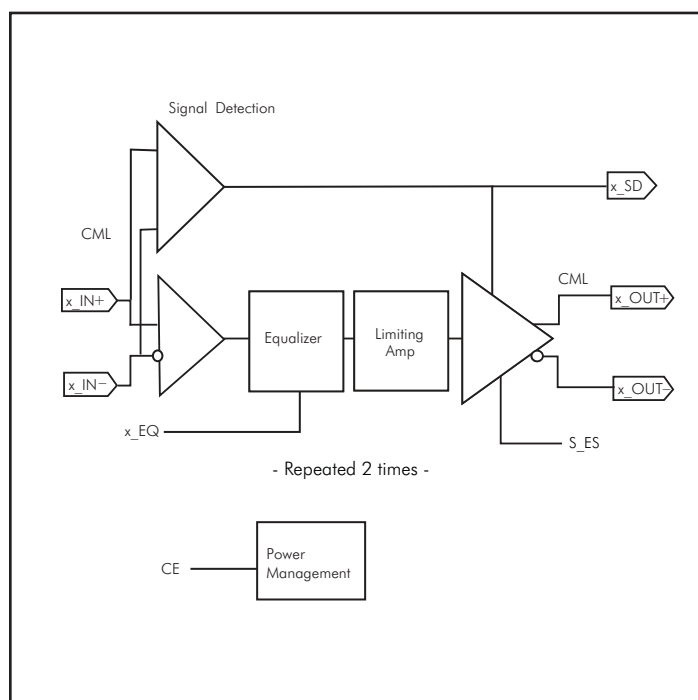 Signal Detection
x_SD
CML
CML
x_IN+
x_OUT+
Equalizer
Limiting
Amp
x_IN−
x_OUT−
x_EQ
S_ES
- Repeated 2 times -
CE
Power
Management